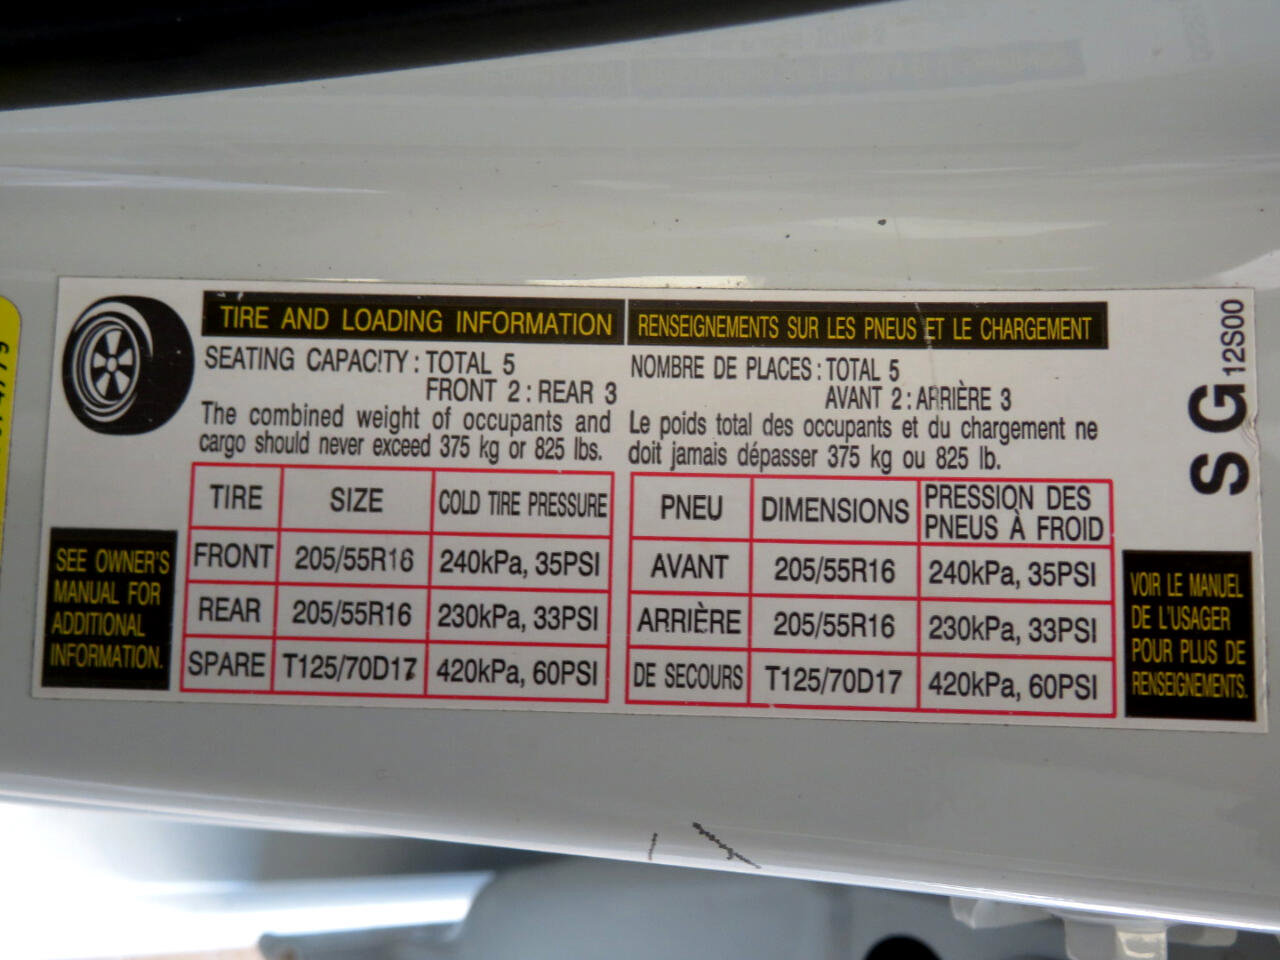 TIRE AND LOADING INFORMATION
SEATING CAPACITY : TOTAL 5
FRONT 2 : REAR 3
The combined weight of occupants and
cargo should never exceed 375 kg or 825 lbs.
TIRE SIZE COLD TIRE PRESSURE
FRONT 205/55R16 240kPa, 35PSI
REAR 205/55R16 230kPa, 33PSI
SPARE T125/70D17 420kPa, 60PSI
SEE OWNER'S
MANUAL FOR
ADDITIONAL
INFORMATION.
RENSEIGNEMENTS SUR LES PNEUS ET LE CHARGEMENT
NOMBRE DE PLACES : TOTAL 5
AVANT 2 : ARRIÈRE 3
Le poids total des occupants et du chargement ne
doit jamais dépasser 375 kg ou 825 lb.
PNEU DIMENSIONS PRESSION DES
PNEUS À FROID
AVANT 205/55R16 240kPa, 35PSI
ARRIÈRE 205/55R16 230kPa, 33PSI
DE SECOURS T125/70D17 420kPa, 60PSI
VOIR LE MANUEL
DE L'USAGER
POUR PLUS DE
RENSEIGNEMENTS.
S G 12S00